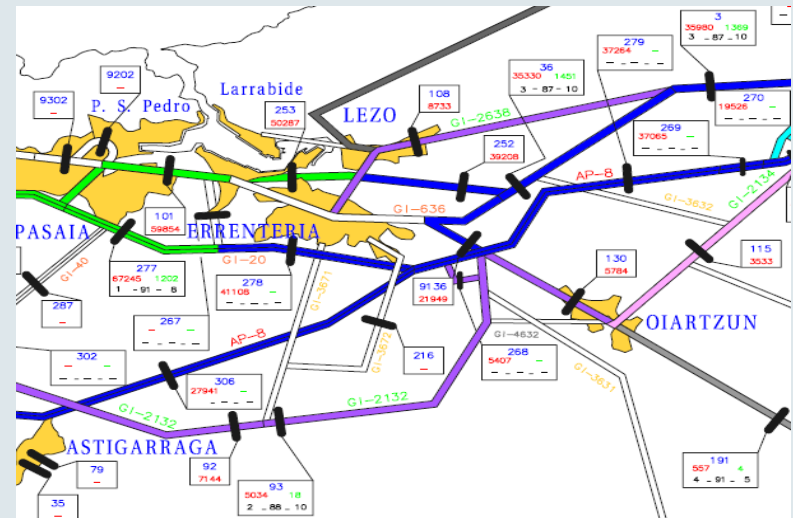 3
35980 1369
3 - 87 - 10
279
37264 -
- - - - -
36
35330 1451
3 - 87 - 10
270
19526 -
- - - - -
9202
-
9302
-
P. S. Pedro
Larrabide
253
50287
LEZO
108
8733
GI-2638
252
39208
269
37065 -
- - - - -
AP-8
GI-2134
GI-3632
101
59854
ERRENTERIA
GI-636
PASAIA
GI-40
277
67245 1202
1 - 91 - 8
GI-20
278
41108 -
- - - - -
GI-3671
9136
21949
130
5784
115
3533
287
-
267
- -
- - - - -
AP-8
GI-3672
216
-
GI-4632
268
5407 -
- - - - -
OIARTZUN
GI-3631
302
- -
- - - - -
306
27941 -
- - - - -
GI-2132
GI-2132
ASTIGARRAGA
79
-
35
-
92
7144
93
5034 18
2 - 88 - 10
191
557 4
4 - 91 - 5